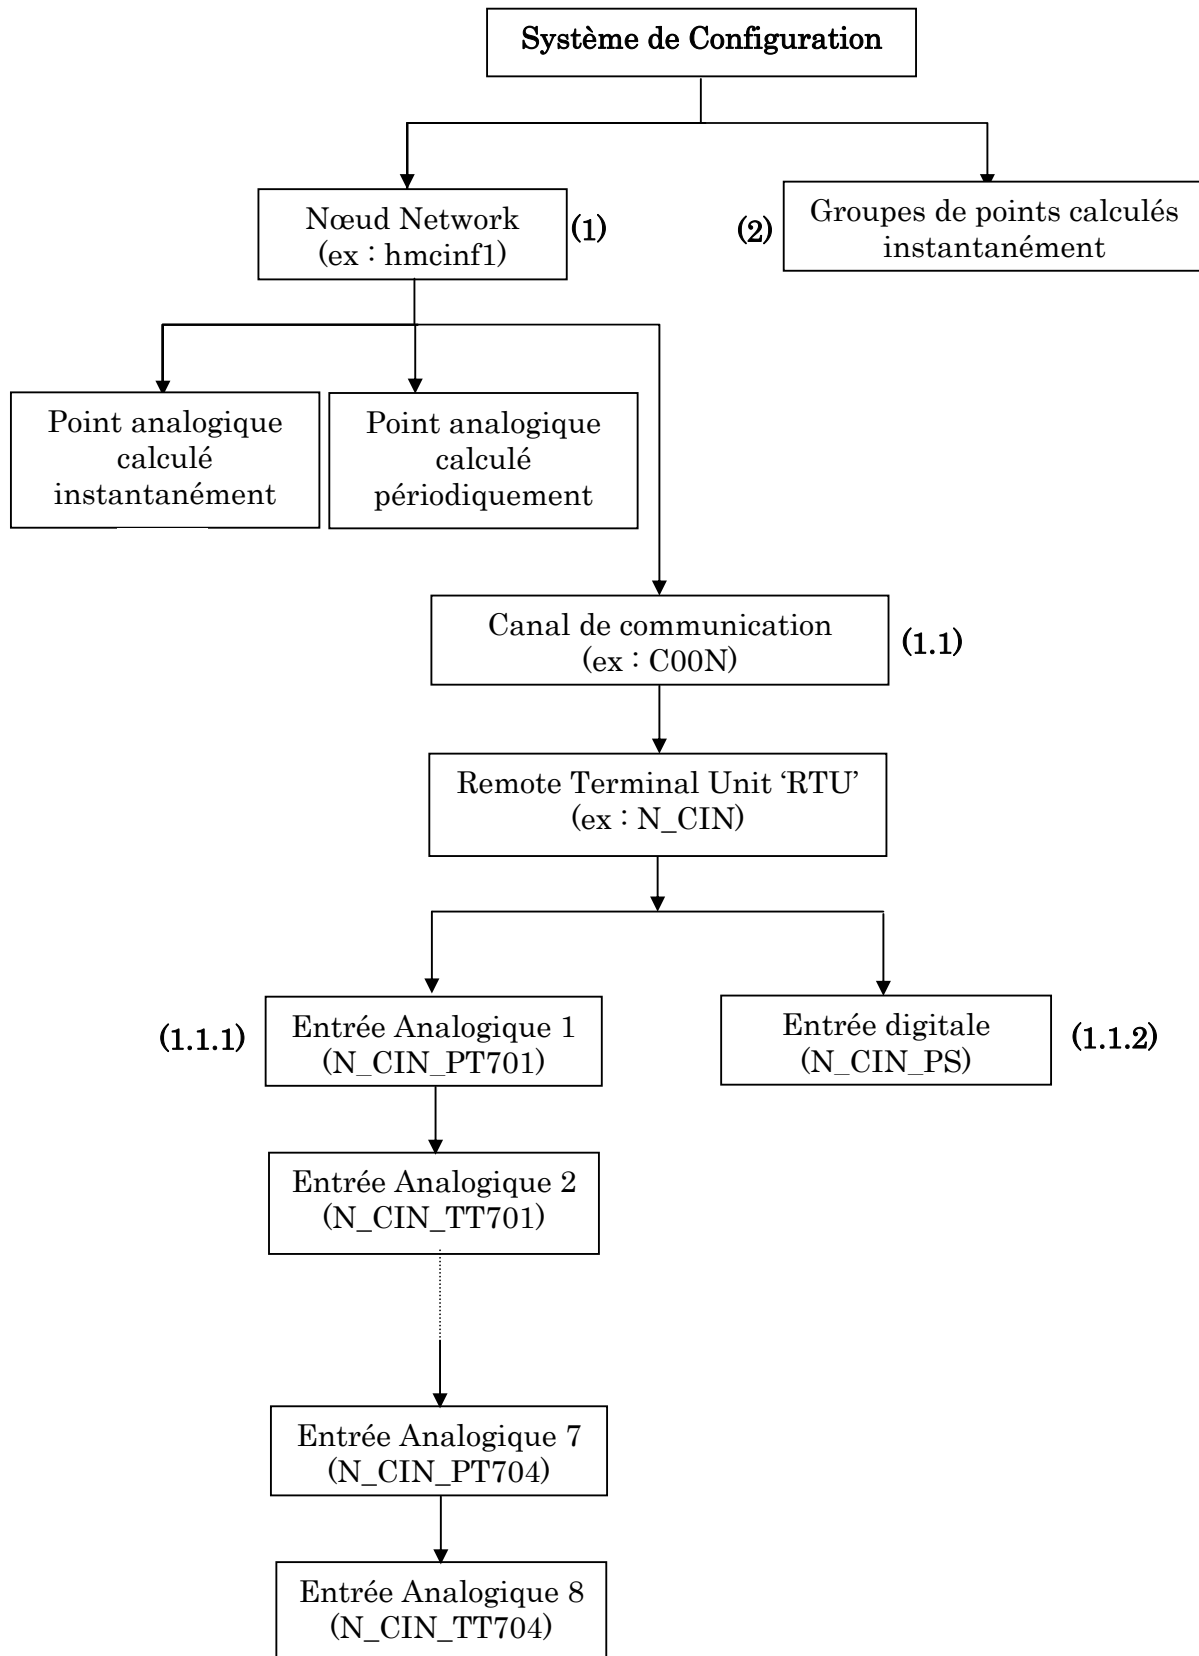 Système de Configuration
Nœud Network
(ex : hmcinf1)
(1)
(2)
Groupes de points calculés
instantanément
Point analogique
calculé
instantanément
Point analogique
calculé
périodiquement
Canal de communication
(ex : C00N)
(1.1)
Remote Terminal Unit ‘RTU’
(ex : N_CIN)
(1.1.1)
Entrée Analogique 1
(N_CIN_PT701)
Entrée digitale
(N_CIN_PS)
(1.1.2)
Entrée Analogique 2
(N_CIN_TT701)
Entrée Analogique 7
(N_CIN_PT704)
Entrée Analogique 8
(N_CIN_TT704)